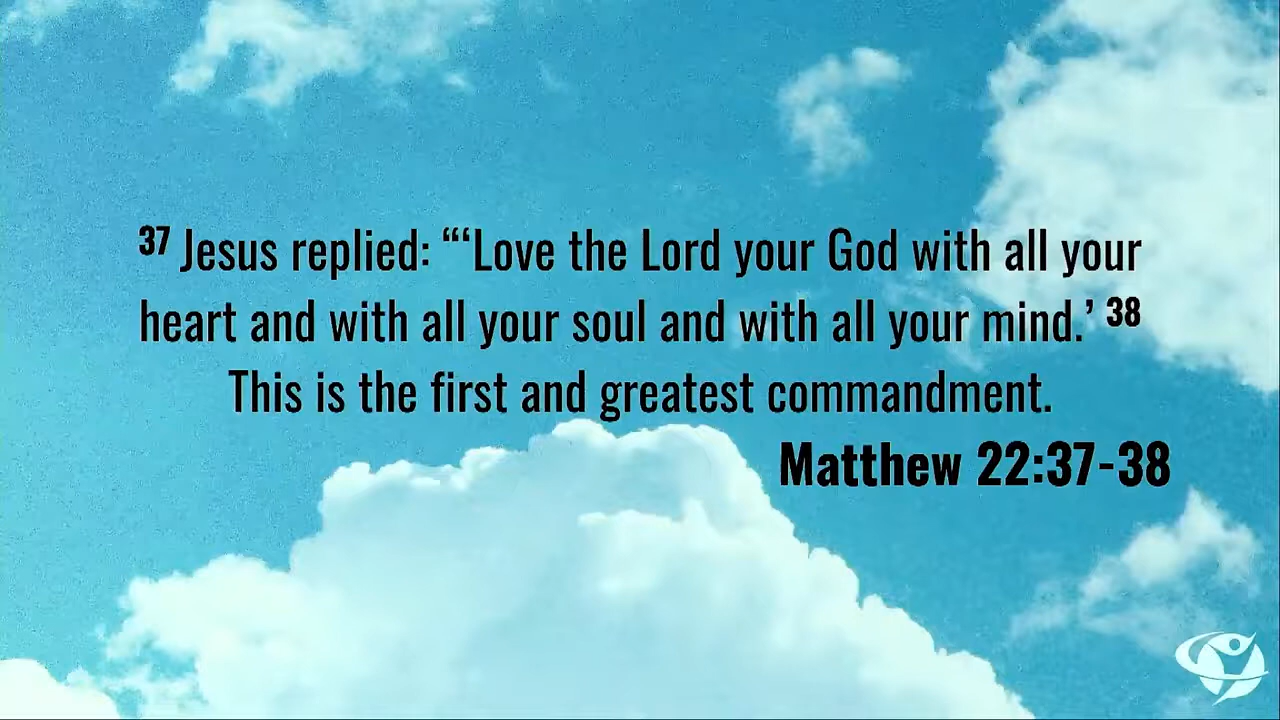 37 Jesus replied: “‘Love the Lord your God with all your
heart and with all your soul and with all your mind.’ 38
This is the first and greatest commandment.
Matthew 22:37-38